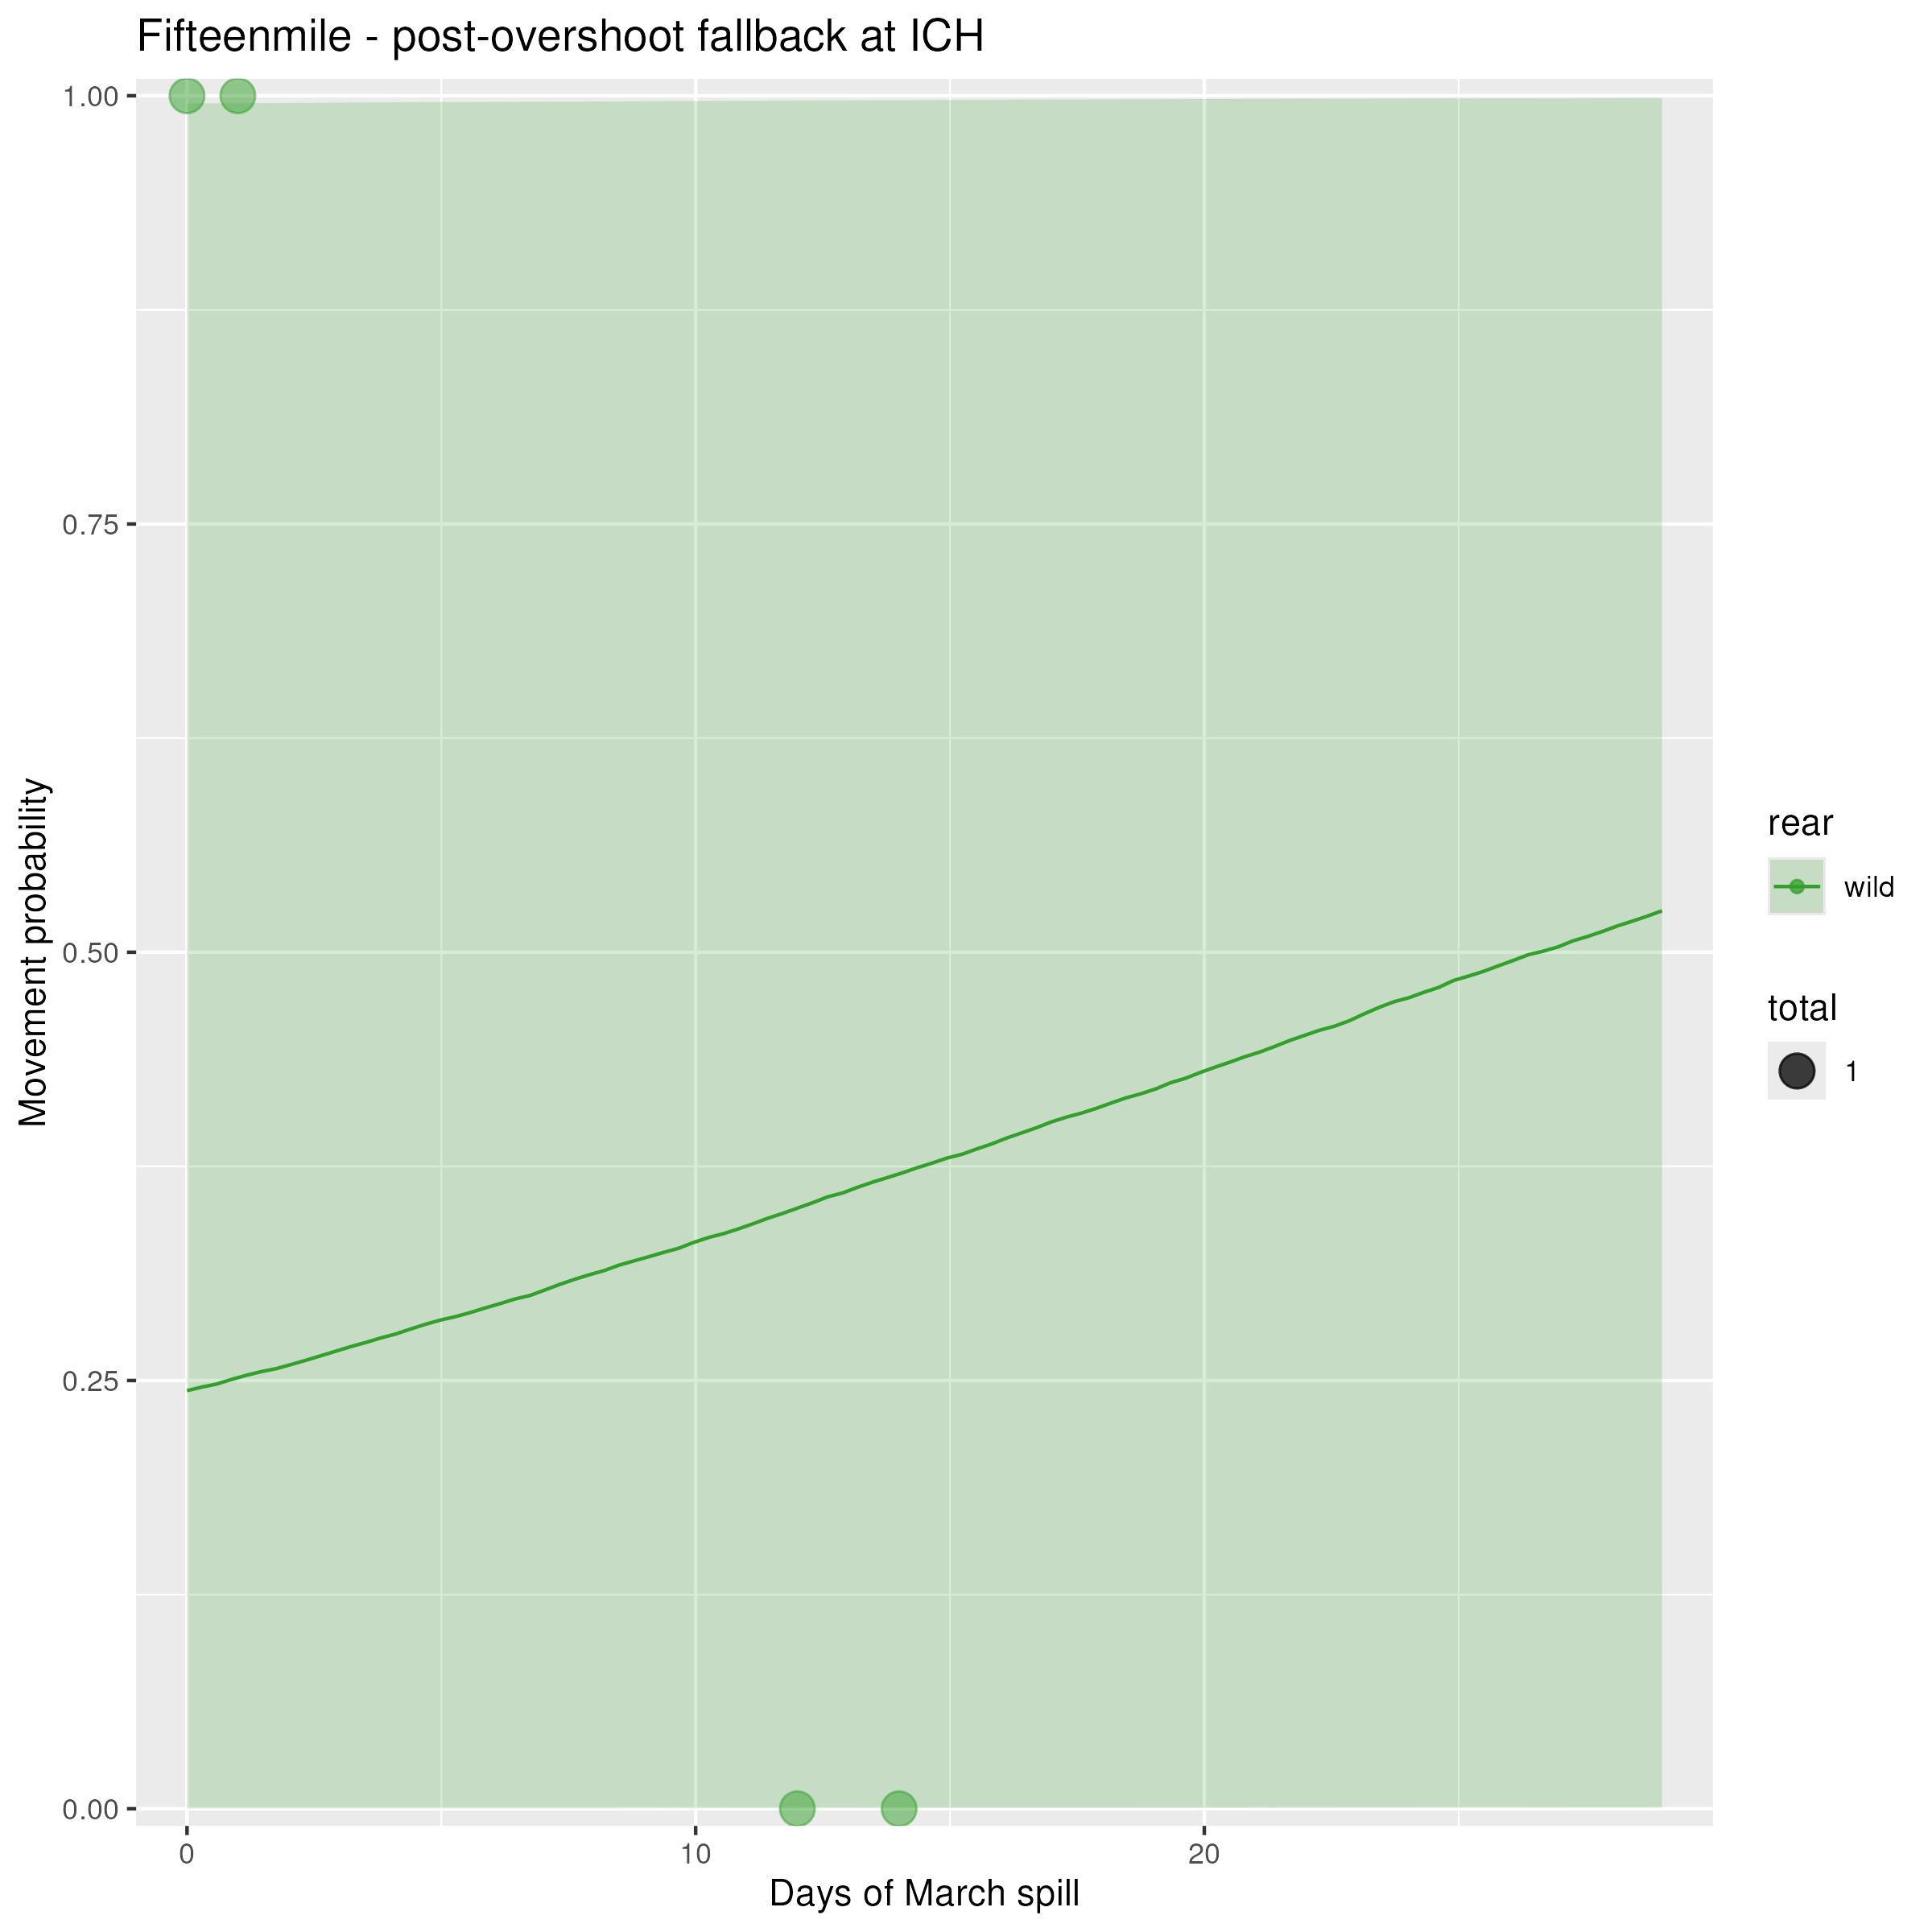 Fifteenmile - post-overshoot fallback at ICH
Movement probability
1.00
0.75
0.50
0.25
0.00
0
10
20
Days of March spill
rear
wild
total
1